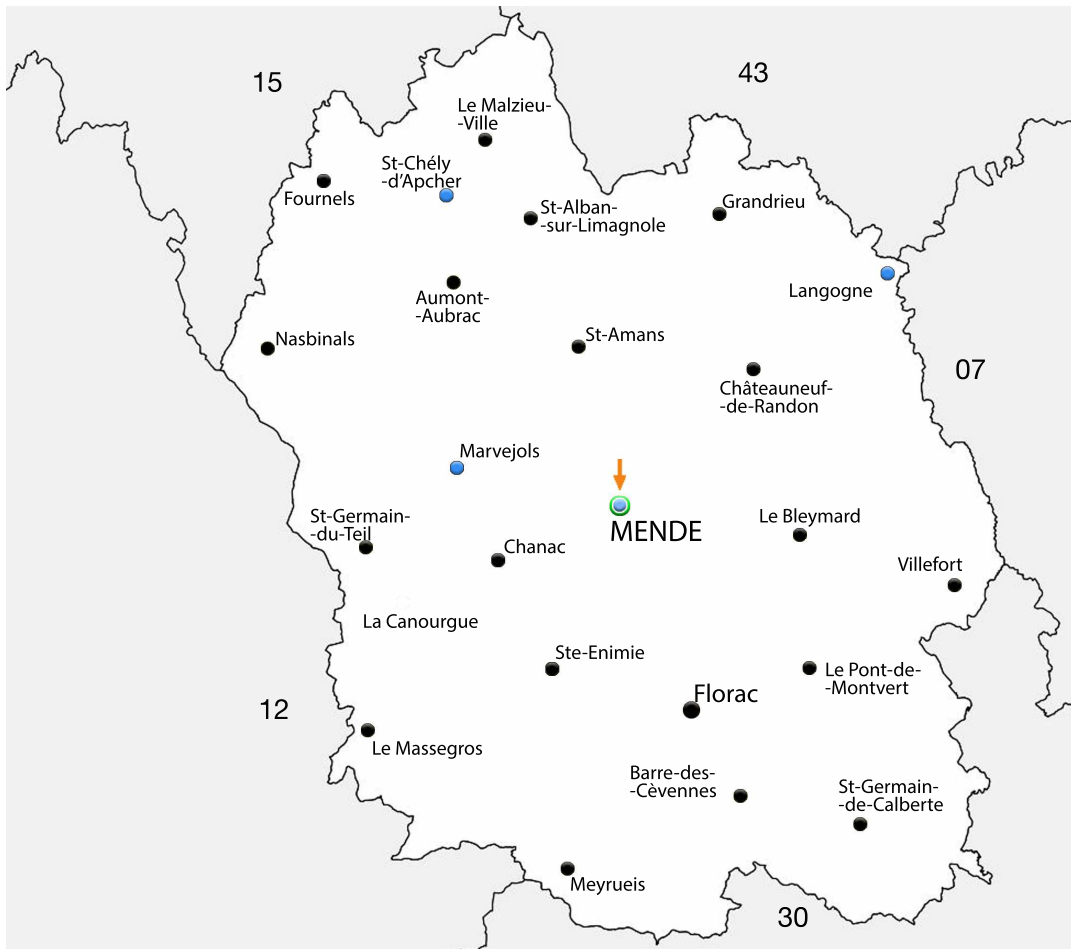 43
15
Le Malzieu-
-Ville
St-Chély
-d'Apcher
Fournels
Grandrieu
St-Alban-
-sur-Limagnole
Langogne
Aumont-
-Aubrac
Nasbinals
St-Amans
07
Châteauneuf-
-de-Randon
Marvejols
St-Germain-
-du-Teil
Le Bleymard
MENDE
Chanac
Villefort
La Canourgue
Ste-Enimie
Le Pont-de-
-Montvert
Florac
12
Le Massegros
Barre-des-
-Cèvennes
St-Germain-
-de-Calberte
Meyrueis
30